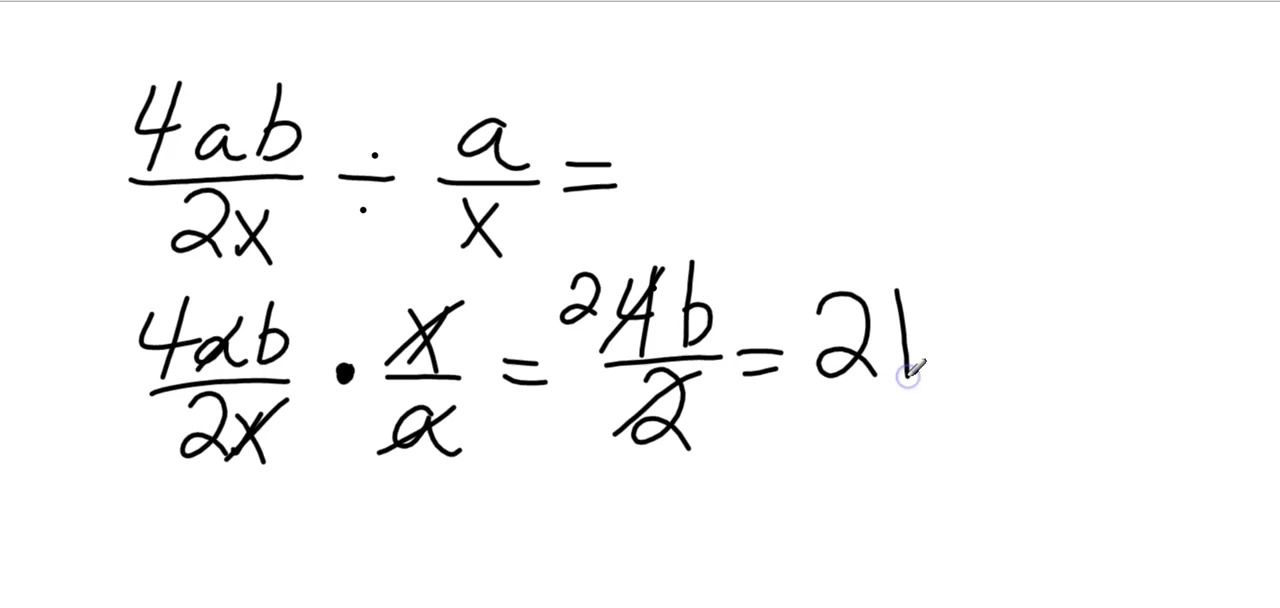 4ab/2x ÷ a/x =
4ab/2x • x/a = 2 4b/2 = 2